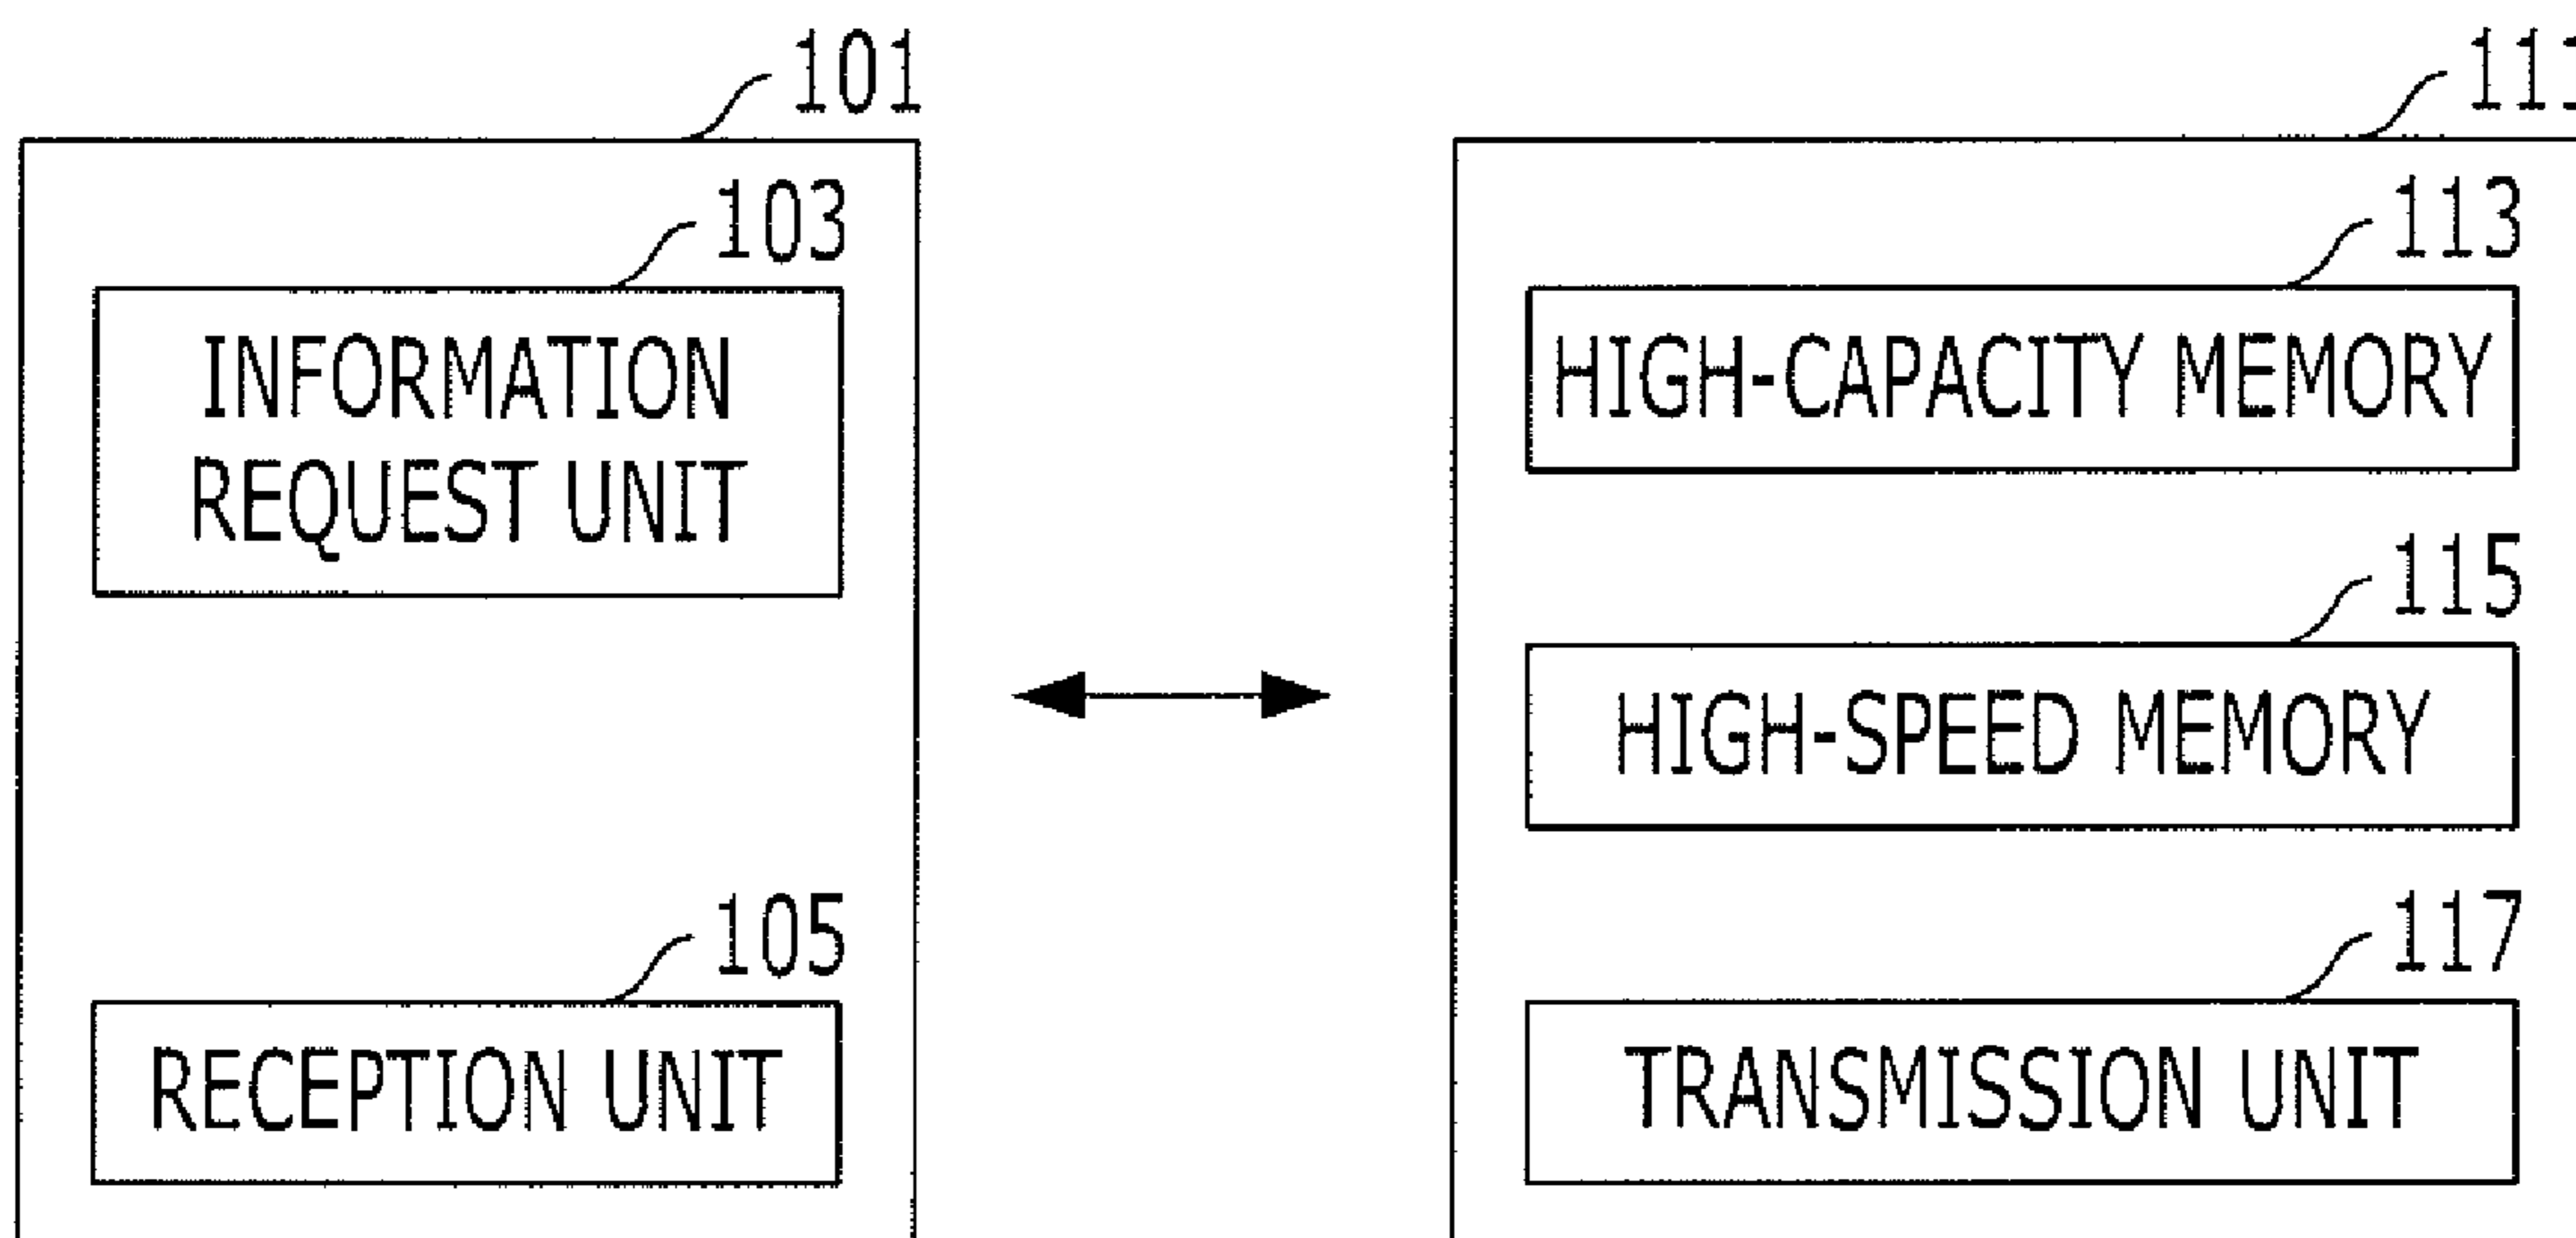 101
111
103
113
INFORMATION
REQUEST UNIT
HIGH-CAPACITY MEMORY
115
HIGH-SPEED MEMORY
105
117
RECEPTION UNIT
TRANSMISSION UNIT